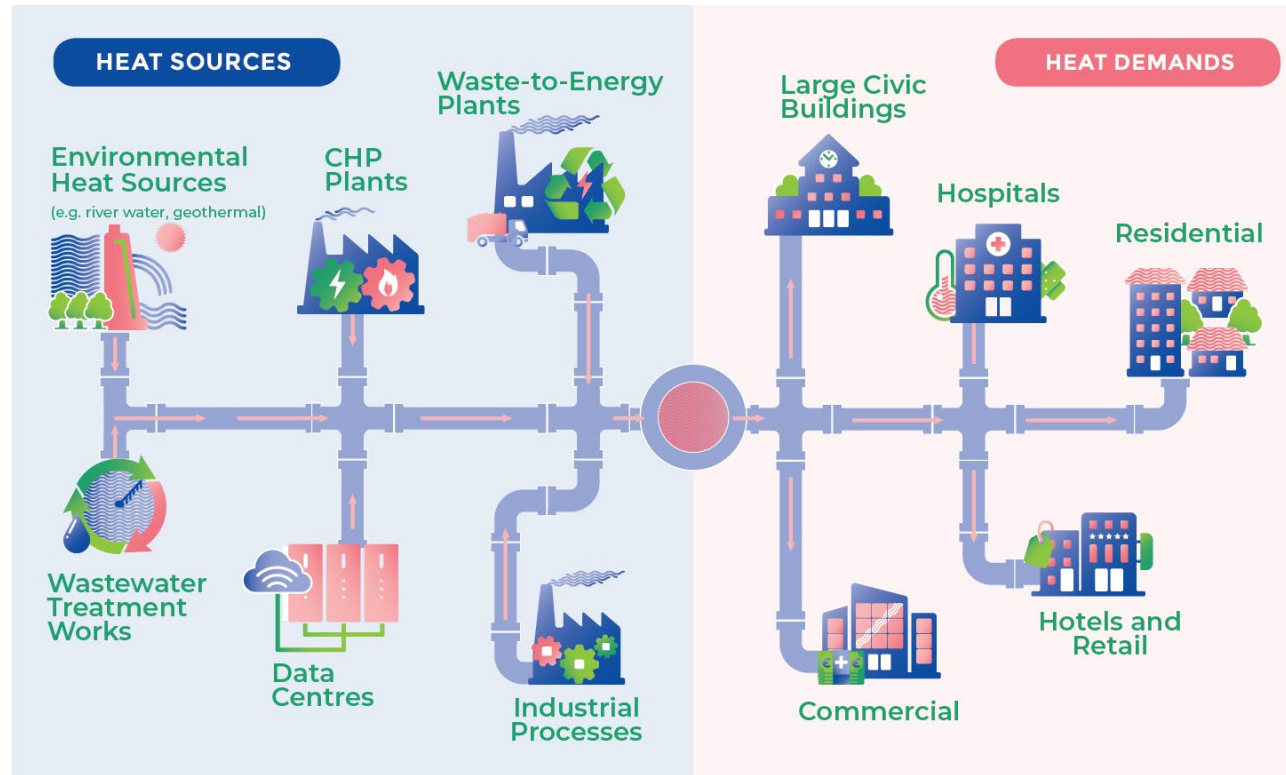 HEAT SOURCES
HEAT DEMANDS
Waste-to-Energy
Plants
Environmental
Heat Sources
(e.g. river water, geothermal)
CHP
Plants
Large Civic
Buildings
Hospitals
Residential
Wastewater
Treatment
Works
Data
Centres
Industrial
Processes
Commercial
Hotels and
Retail